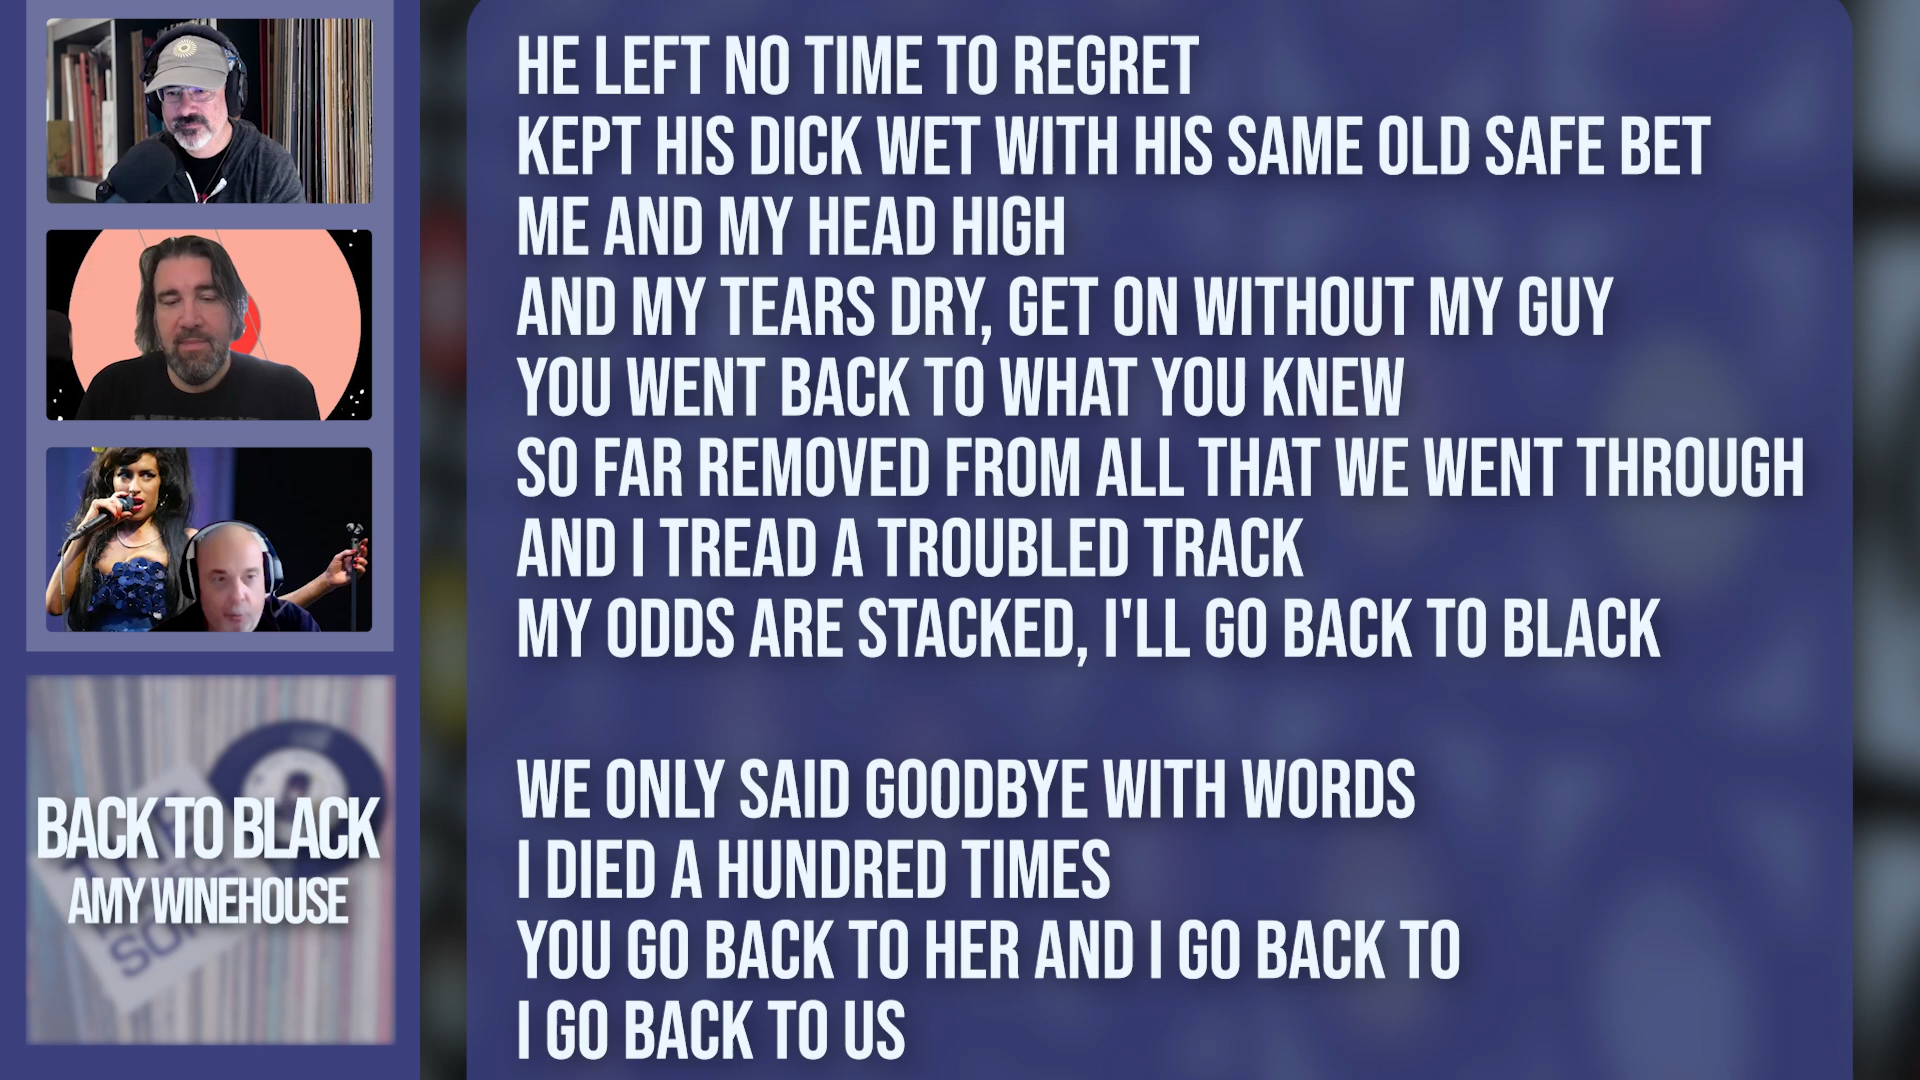 HE LEFT NO TIME TO REGRET
KEPT HIS DICK WET WITH HIS SAME OLD SAFE BET
ME AND MY HEAD HIGH
AND MY TEARS DRY, GET ON WITHOUT MY GUY
YOU WENT BACK TO WHAT YOU KNEW
SO FAR REMOVED FROM ALL THAT WE WENT THROUGH
AND I TREAD A TROUBLED TRACK
MY ODDS ARE STACKED, I'LL GO BACK TO BLACK
WE ONLY SAID GOODBYE WITH WORDS
I DIED A HUNDRED TIMES
YOU GO BACK TO HER AND I GO BACK TO
I GO BACK TO US
BACK TO BLACK
AMY WINEHOUSE